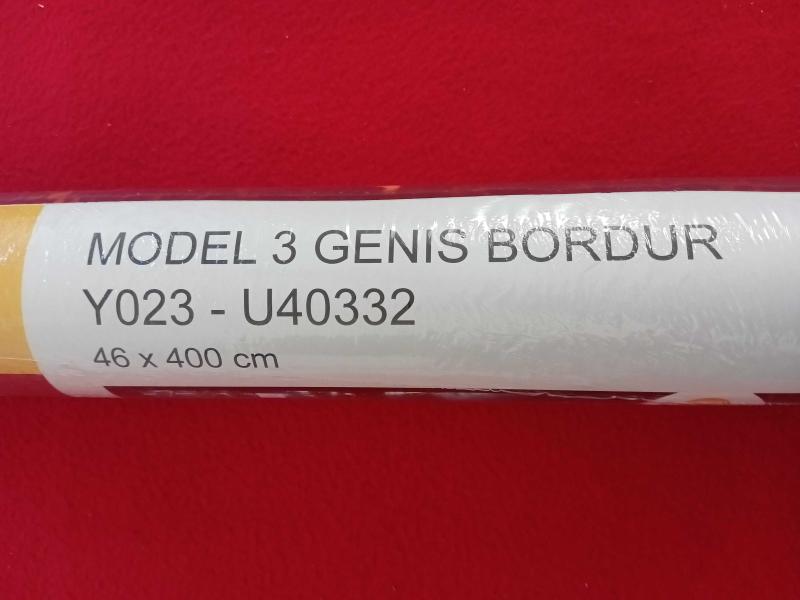 MODEL 3 GENIS BORDUR
Y023 - U40332
46 x 400 cm